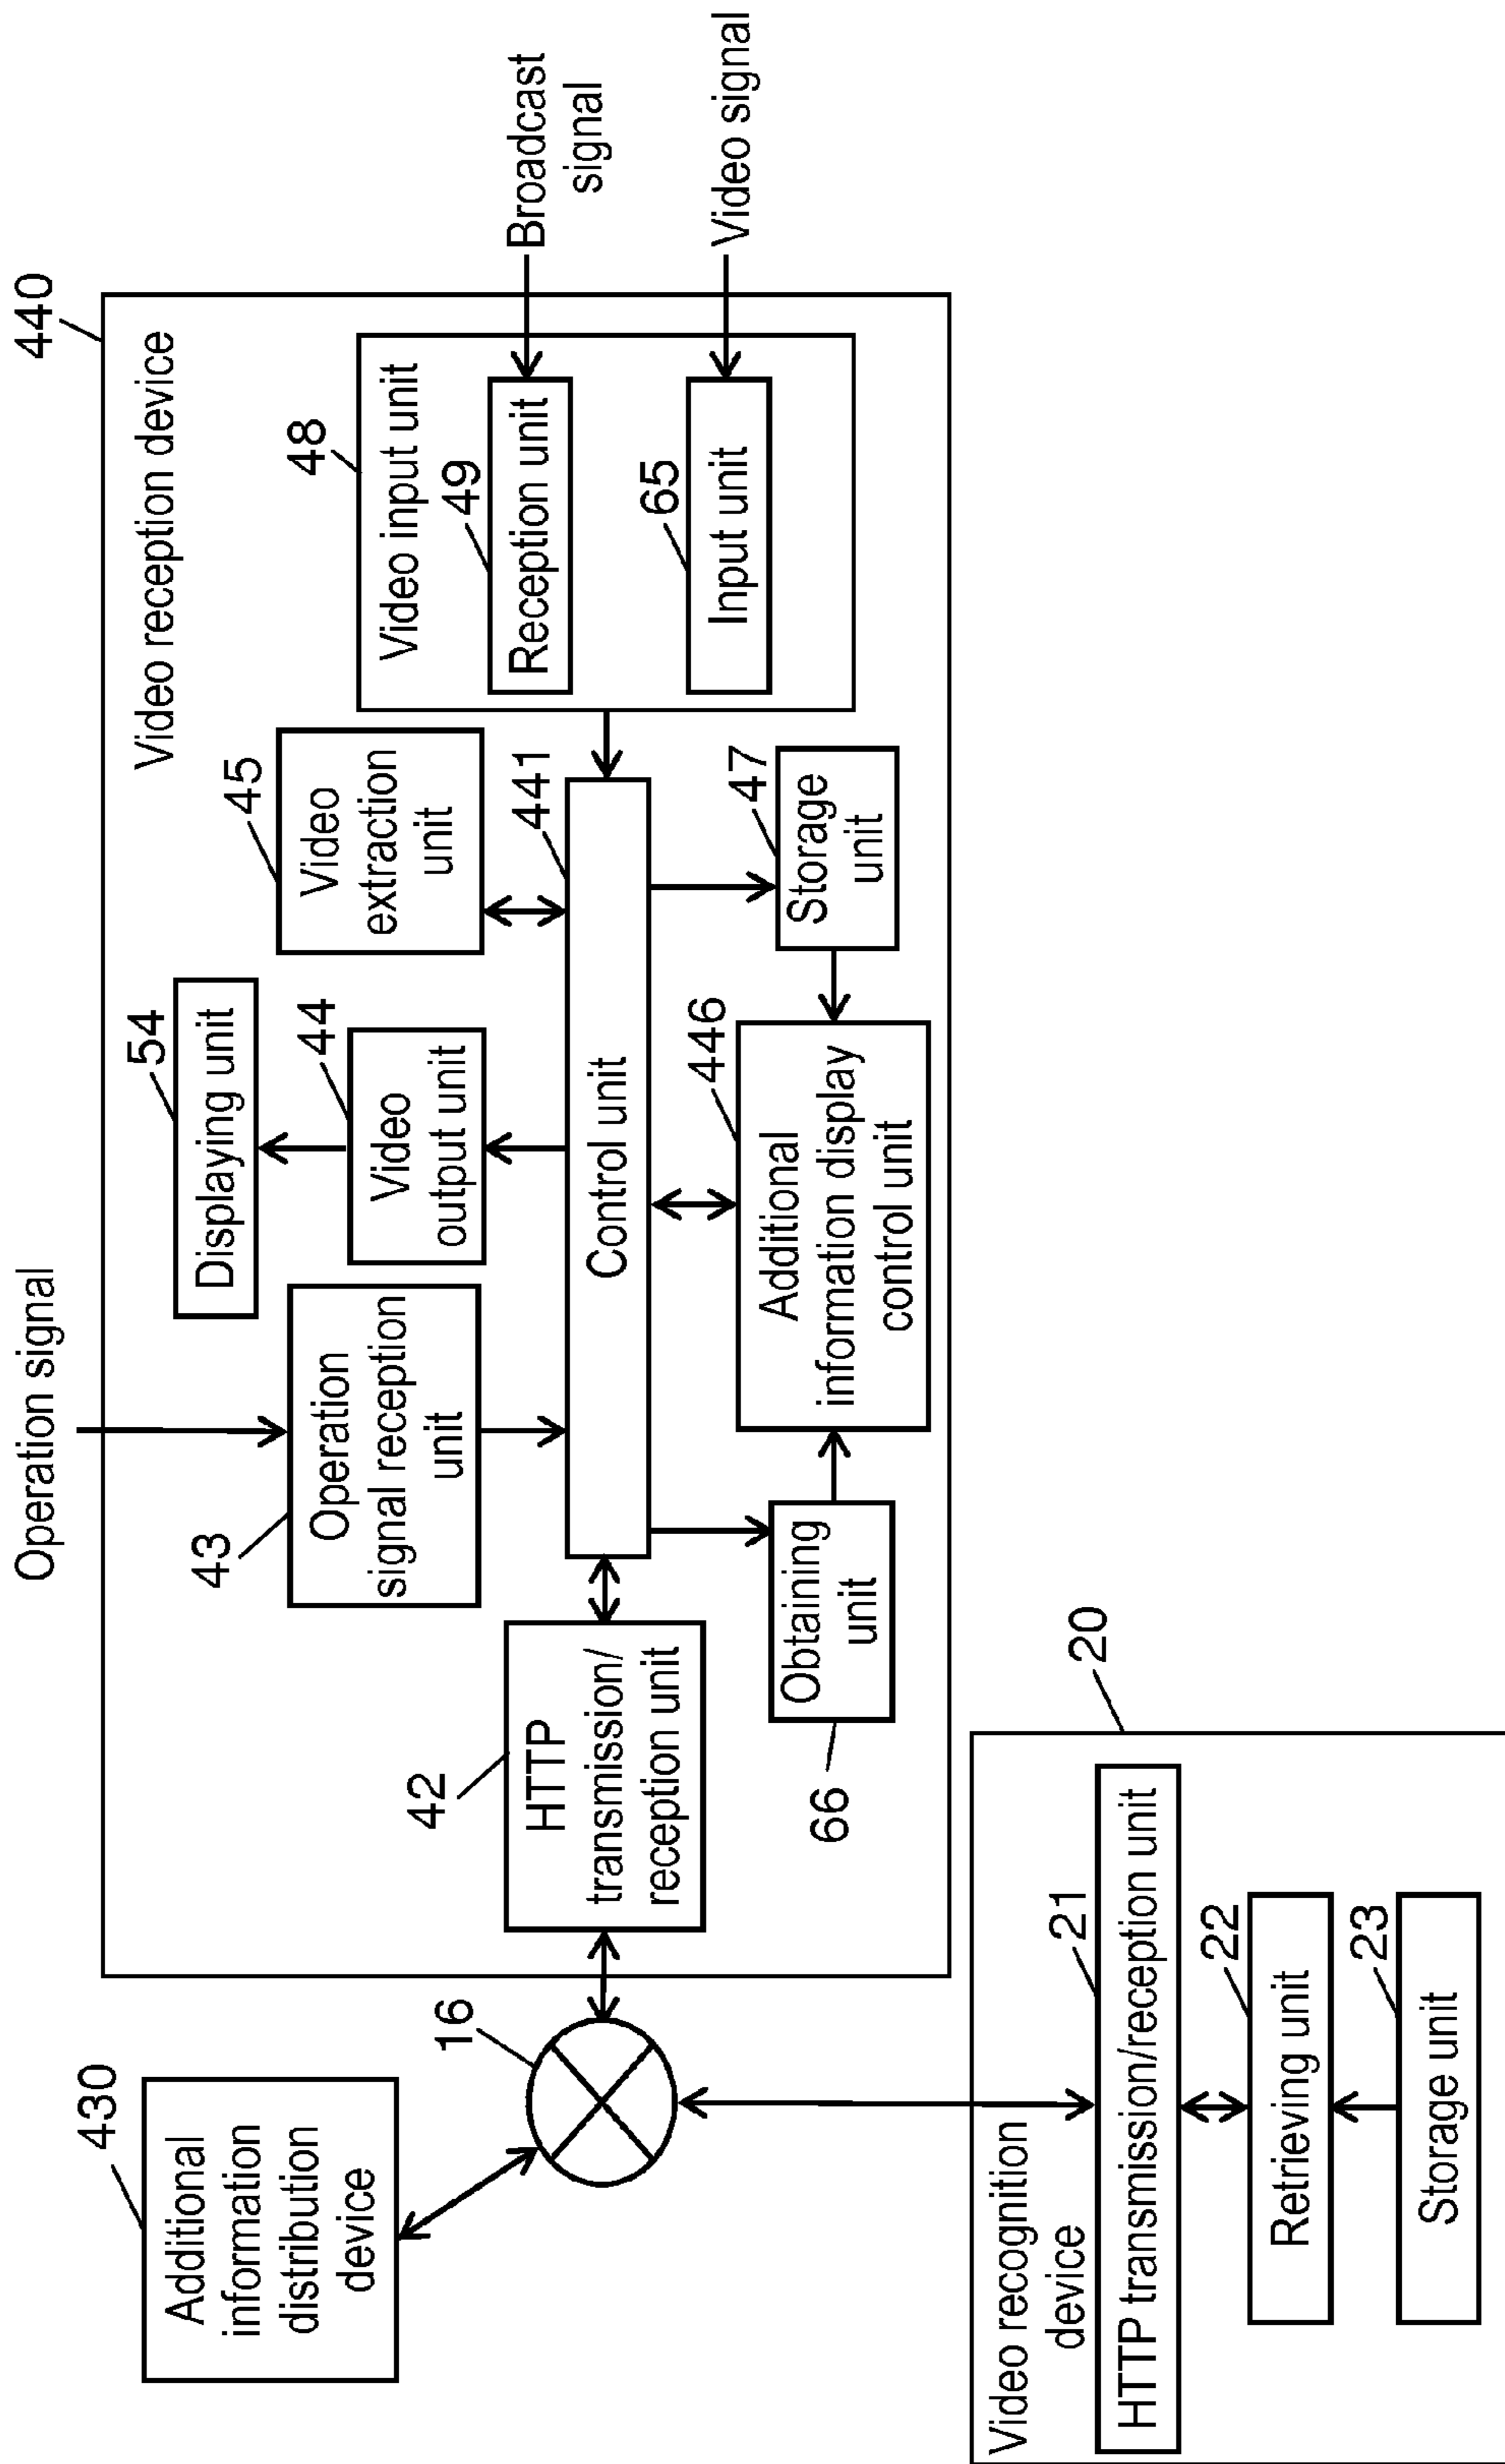 430
Additional
information
distribution
device
16
Operation signal
440
Video reception device
43
Operation
signal reception
unit
54
Displaying unit
44
Video
output unit
45
Video
extraction
unit
48
Video input unit
49
Reception unit
65
Input unit
Broadcast
signal
Video signal
42
HTTP
transmission/
reception unit
441
Control unit
66
Obtaining
unit
446
Additional
information display
control unit
47
Storage
unit
20
Video recognition
device
21
HTTP transmission/reception unit
22
Retrieving unit
23
Storage unit